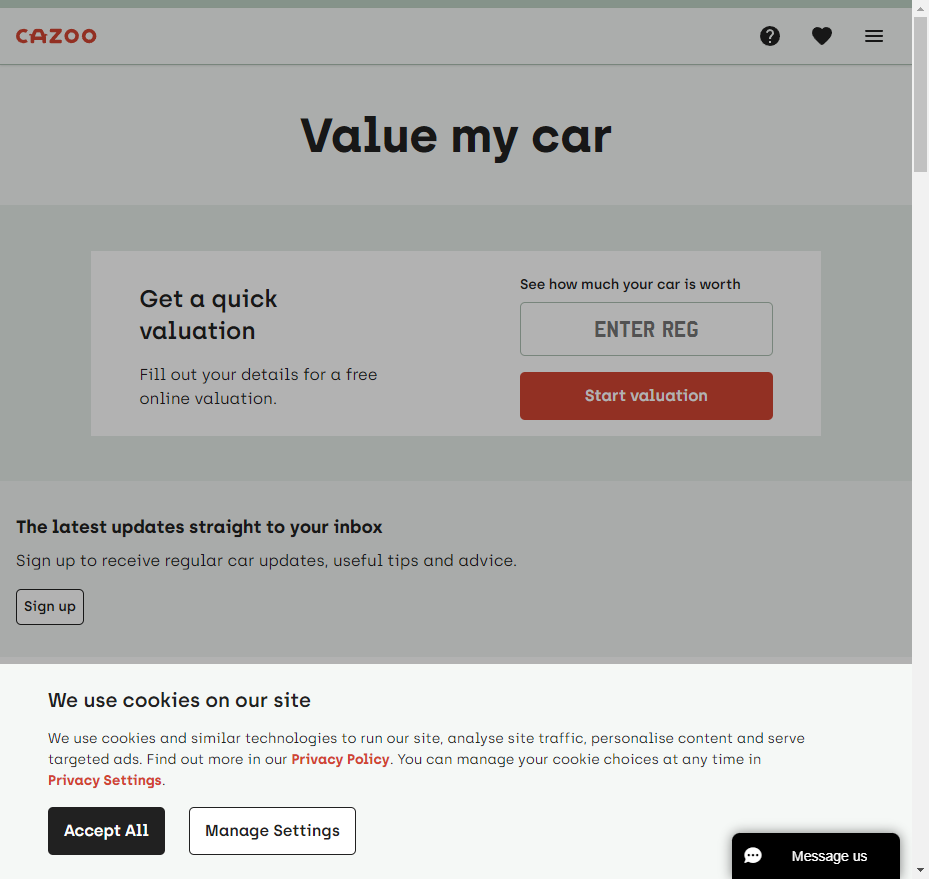 CAZOO
Value my car
Get a quick
valuation
Fill out your details for a free
online valuation.
See how much your car is worth
ENTER REG
Start valuation
The latest updates straight to your inbox
Sign up to receive regular car updates, useful tips and advice.
Sign up
We use cookies on our site
We use cookies and similar technologies to run our site, analyse site traffic, personalise content and serve
targeted ads. Find out more in our Privacy Policy. You can manage your cookie choices at any time in
Privacy Settings.
Accept All
Manage Settings
Message us